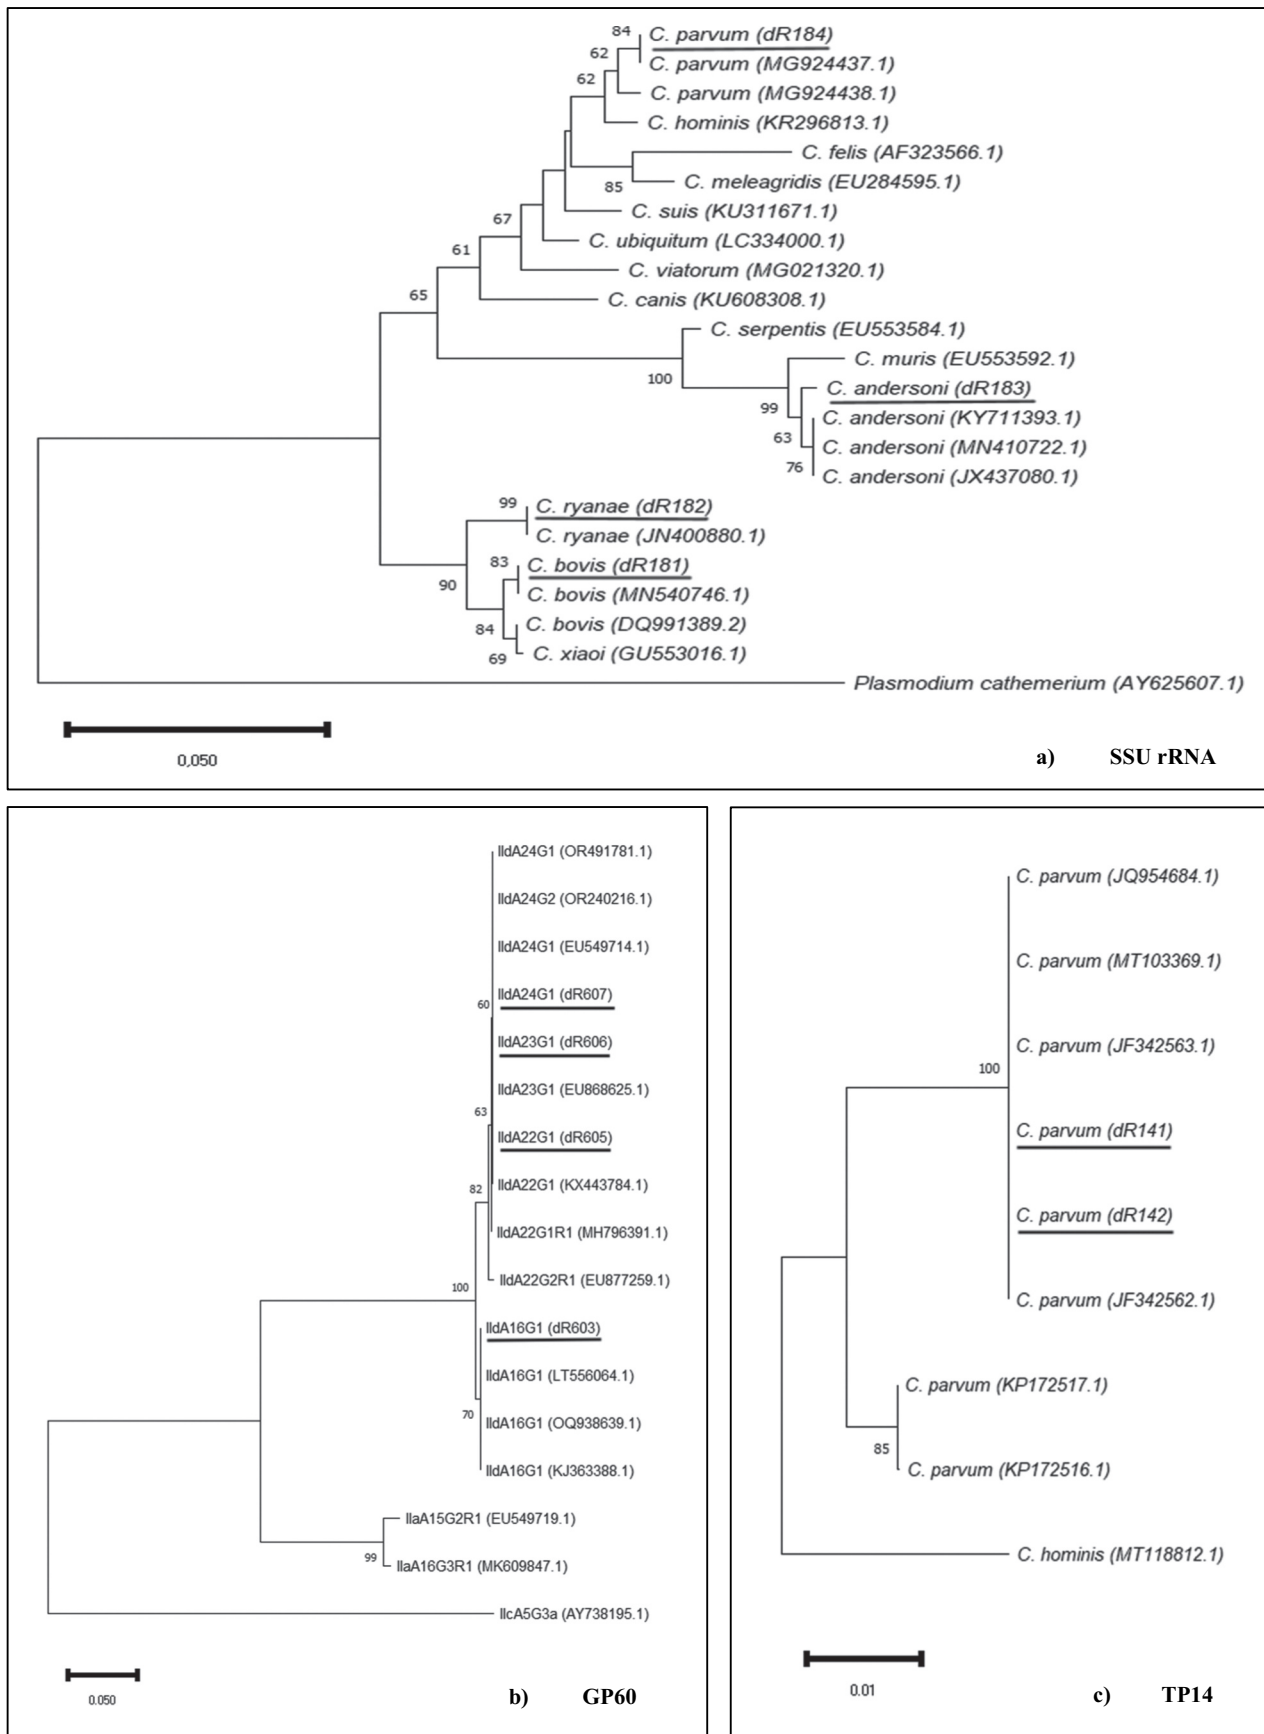 84
C. parvum (dR184)
62
C. parvum (MG924437.1)
62
C. parvum (MG924438.1)
C. hominis (KR296813.1)
C. felis (AF323566.1)
85
C. meleagridis (EU284595.1)
C. suis (KU311671.1)
67
C. ubiquitum (LC334000.1)
61
C. viatorum (MG021320.1)
65
C. canis (KU608308.1)
C. serpentis (EU553584.1)
C. muris (EU553592.1)
100
C. andersoni (dR183)
99
C. andersoni (KY711393.1)
63
C. andersoni (MN410722.1)
76
C. andersoni (JX437080.1)
99
C. ryanae (dR182)
C. ryanae (JN400880.1)
83
C. bovis (dR181)
90
C. bovis (MN540746.1)
84
C. bovis (DQ991389.2)
69
C. xiaoi (GU553016.1)
Plasmodium cathemerium (AY625607.1)
0,050
a) SSU rRNA
IIdA24G1 (OR491781.1)
IIdA24G2 (OR240216.1)
IIdA24G1 (EU549714.1)
IIdA24G1 (dR607)
60
IIdA23G1 (dR606)
IIdA23G1 (EU868625.1)
63
IIdA22G1 (dR605)
82
IIdA22G1 (KX443784.1)
IIdA22G1R1 (MH796391.1)
IIdA22G2R1 (EU877259.1)
100
IIdA16G1 (dR603)
IIdA16G1 (LT556064.1)
70
IIdA16G1 (OQ938639.1)
IIdA16G1 (KJ363388.1)
IIaA15G2R1 (EU549719.1)
99
IIaA16G3R1 (MK609847.1)
IIcA5G3a (AY738195.1)
0.050
b) GP60
C. parvum (JQ954684.1)
C. parvum (MT103369.1)
C. parvum (JF342563.1)
100
C. parvum (dR141)
C. parvum (dR142)
C. parvum (JF342562.1)
C. parvum (KP172517.1)
85
C. parvum (KP172516.1)
C. hominis (MT118812.1)
0.01
c) TP14